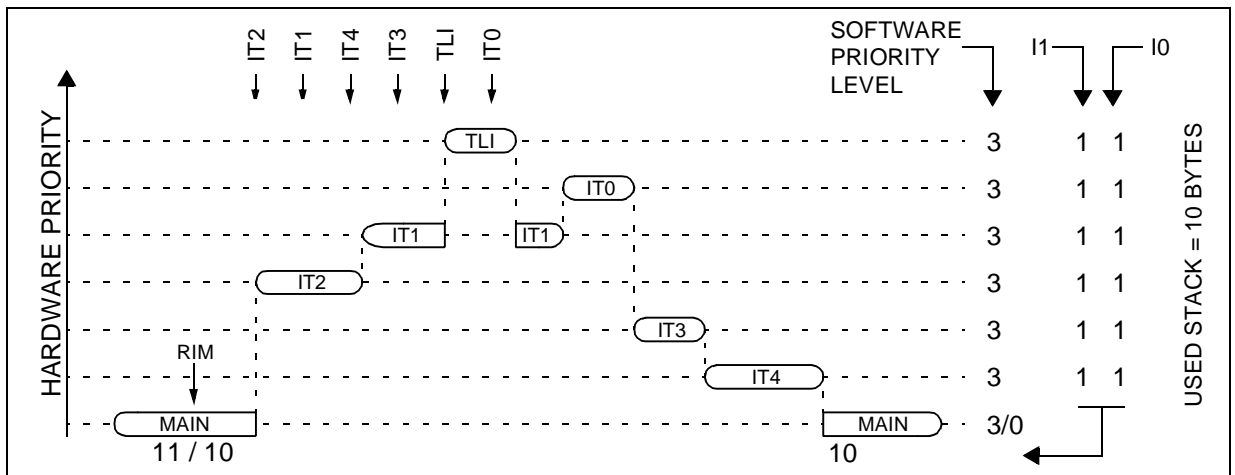 IT2
IT1
IT4
IT3
TLI
IT0
SOFTWARE
PRIORITY
LEVEL
I1
I0
HARDWARE PRIORITY
TLI
3
1 1
IT0
3
1 1
IT1
IT1
3
1 1
IT2
3
1 1
IT3
3
1 1
RIM
IT4
3
1 1
MAIN
MAIN
3/0
11 / 10
10
USED STACK = 10 BYTES